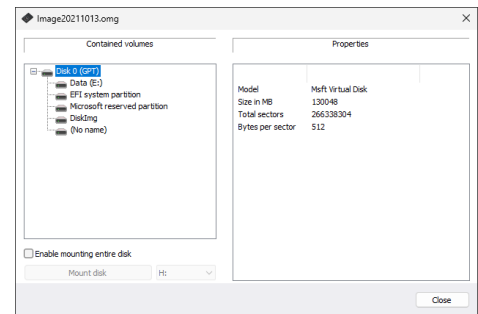 Image20211013.omg
Contained volumes
Properties
Disk 0 (GPT)
Data (E:)
EFI system partition
Microsoft reserved partition
DiskImg
(No name)
Model Msft Virtual Disk
Size in MB 130048
Total sectors 266338304
Bytes per sector 512
Enable mounting entire disk
Mount disk H:
Close